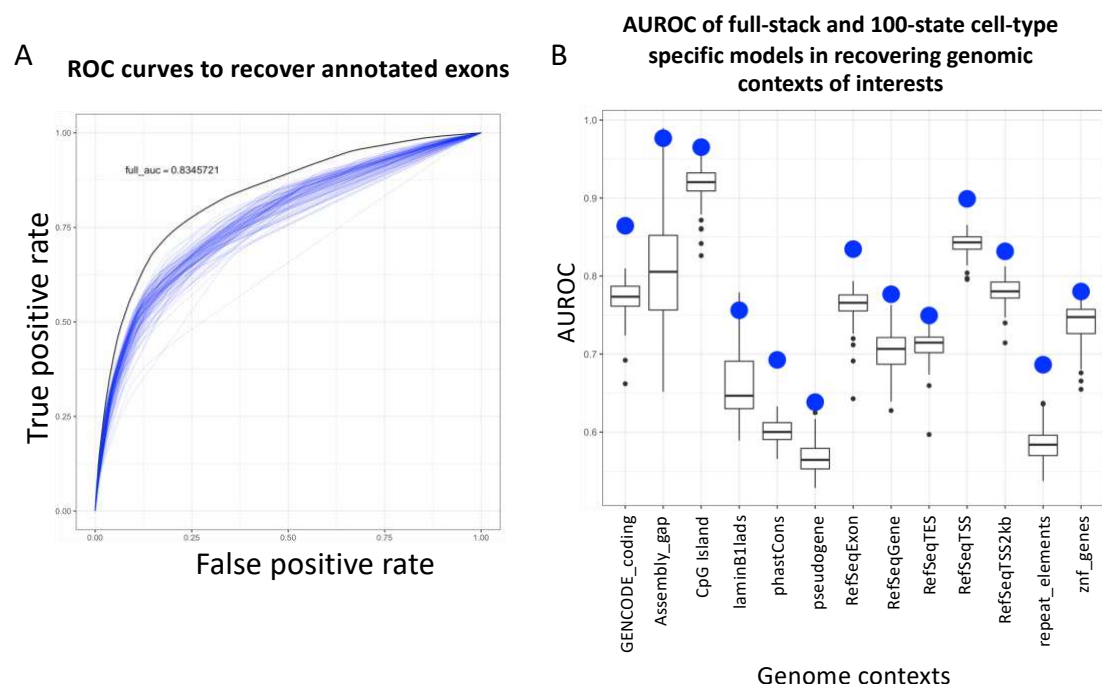 A
ROC curves to recover annotated exons
1.00
0.75
0.50
0.25
0.00
full_auc = 0.8345721
0.00
0.25
0.50
0.75
1.00
True positive rate
False positive rate
B
AUROC of full-stack and 100-state cell-type
specific models in recovering genomic
contexts of interests
1.0
0.9
0.8
0.7
0.6
AUROC
GENCODE_coding
Assembly_gap
CpG Island
laminB1lads
phastCons
pseudogene
RefSeqExon
RefSeqGene
RefSeqTES
RefSeqTSS
RefSeqTSS2kb
repeat_elements
znf_genes
Genome contexts